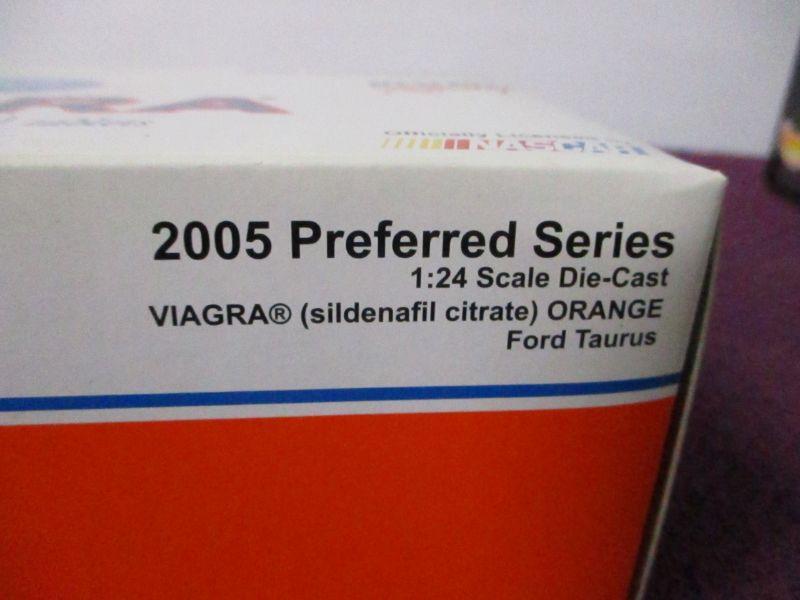 Officially Licensed
NASCAR
2005 Preferred Series
1:24 Scale Die-Cast
VIAGRA® (sildenafil citrate) ORANGE
Ford Taurus